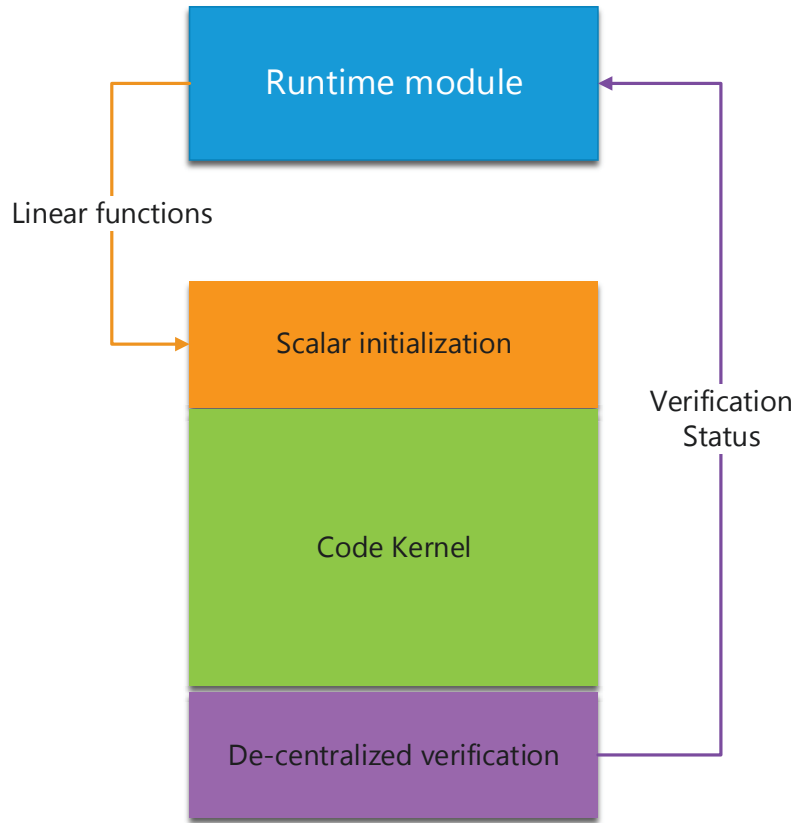 Runtime module
Linear functions
Scalar initialization
Verification
Status
Code Kernel
De-centralized verification